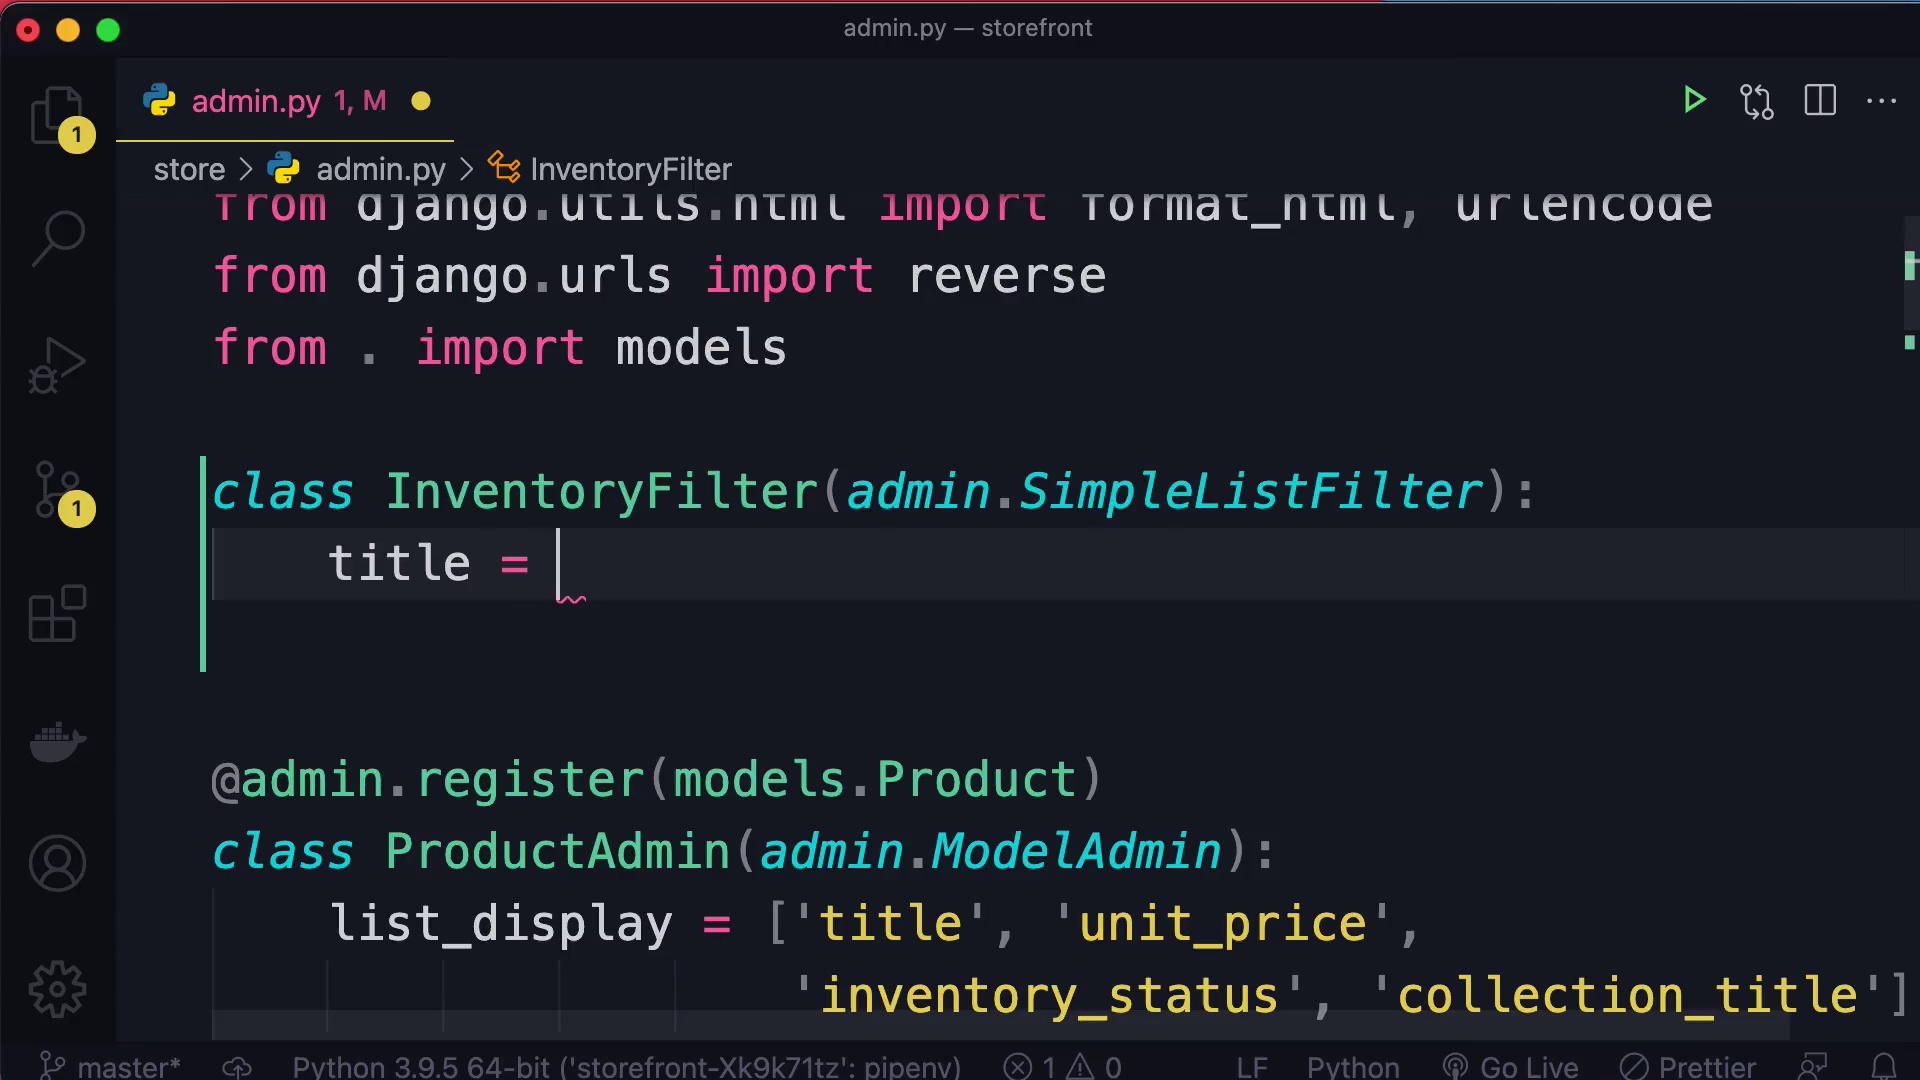 admin.py — storefront
admin.py 1, M
1
store > admin.py > InventoryFilter
from django.utils.html import format_html, urlencode
from django.urls import reverse
from . import models
class InventoryFilter(admin.SimpleListFilter):
title =
1
@admin.register(models.Product)
class ProductAdmin(admin.ModelAdmin):
list_display = ['title', 'unit_price',
'inventory_status', 'collection_title']
master* Python 3.9.5 64-bit ('storefront-Xk9k71tz': pipenv) 1 0 LF Python Go Live Prettier